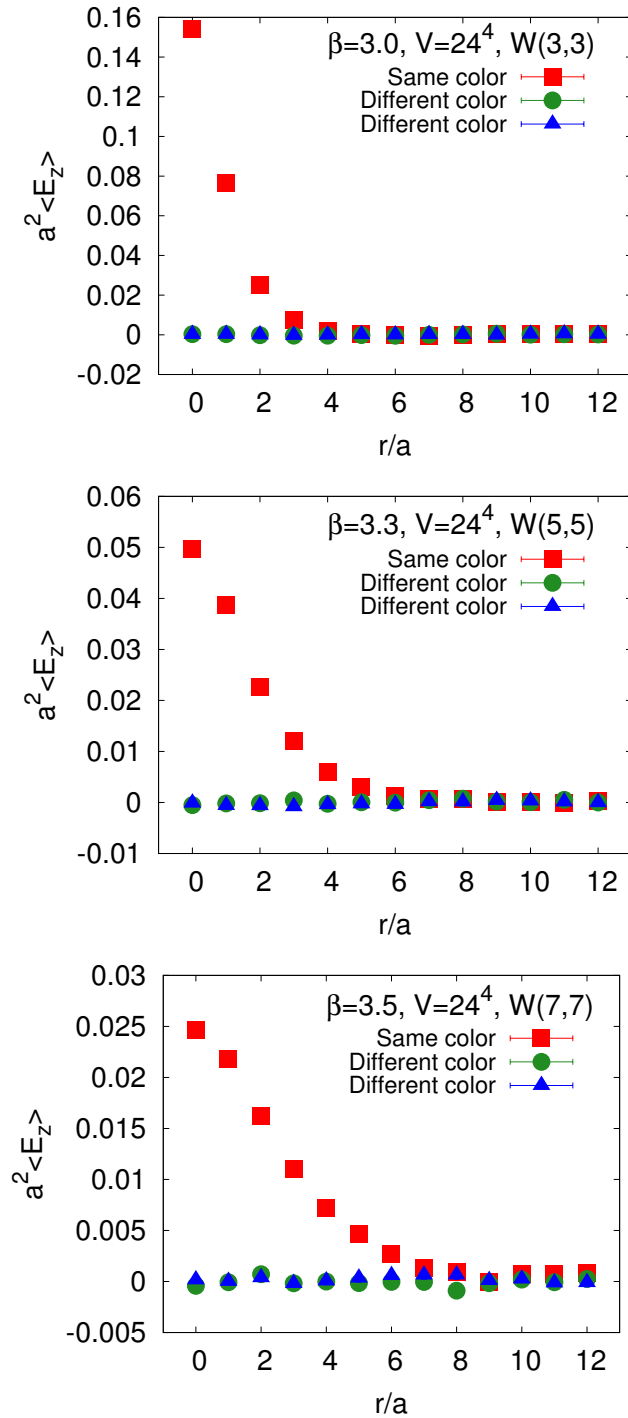 β=3.0, V=24⁴, W(3,3)
Same color
Different color
Different color
a²<E_z>
0.16
0.14
0.12
0.1
0.08
0.06
0.04
0.02
0
-0.02
0 2 4 6 8 10 12
r/a
β=3.3, V=24⁴, W(5,5)
Same color
Different color
Different color
a²<E_z>
0.06
0.05
0.04
0.03
0.02
0.01
0
-0.01
0 2 4 6 8 10 12
r/a
β=3.5, V=24⁴, W(7,7)
Same color
Different color
Different color
a²<E_z>
0.03
0.025
0.02
0.015
0.01
0.005
0
-0.005
0 2 4 6 8 10 12
r/a